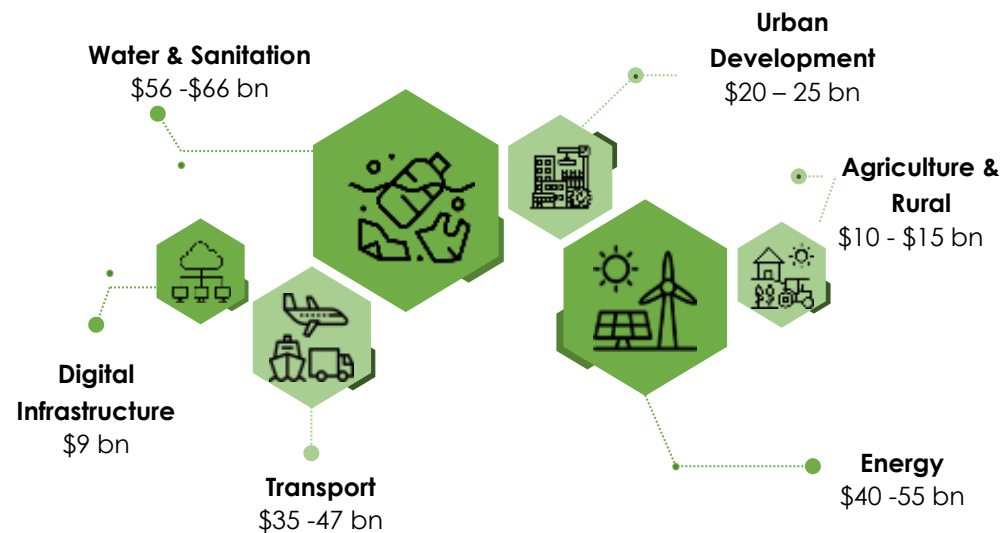 Water & Sanitation
$56 -$66 bn
Urban
Development
$20 – 25 bn
Agriculture &
Rural
$10 - $15 bn
Digital
Infrastructure
$9 bn
Transport
$35 -47 bn
Energy
$40 -55 bn